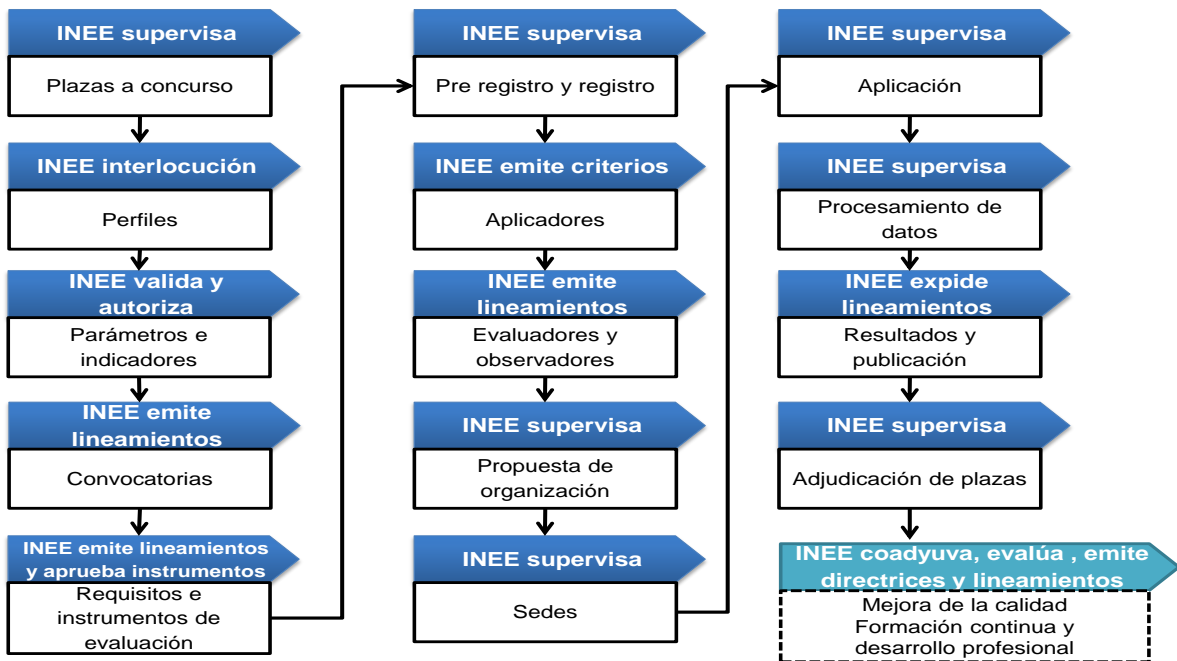 INEE supervisa
Plazas a concurso
INEE interlocución
Perfiles
INEE valida y
autoriza
Parámetros e
indicadores
INEE emite
lineamientos
Convocatorias
INEE emite lineamientos
y aprueba instrumentos
Requisitos e
instrumentos de
evaluación
INEE supervisa
Pre registro y registro
INEE emite criterios
Aplicadores
INEE emite
lineamientos
Evaluadores y
observadores
INEE supervisa
Propuesta de
organización
INEE supervisa
Sedes
INEE supervisa
Aplicación
INEE supervisa
Procesamiento de
datos
INEE expide
lineamientos
Resultados y
publicación
INEE supervisa
Adjudicación de plazas
INEE coadyuva, evalúa , emite
directrices y lineamientos
Mejora de la calidad
Formación continua y
desarrollo profesional